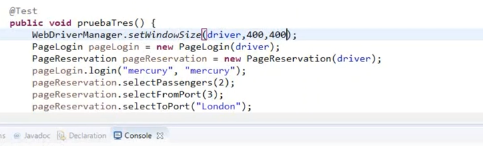 @Test
public void pruebaTres() {
WebDriverManager.setWindowSize(driver,400,400);
PageLogin pageLogin = new PageLogin(driver);
PageReservation pageReservation = new PageReservation(driver);
pageLogin.login("mercury", "mercury");
pageReservation.selectPassengers(2);
pageReservation.selectFromPort(3);
pageReservation.selectToPort("London");
Javadoc Declaration Console